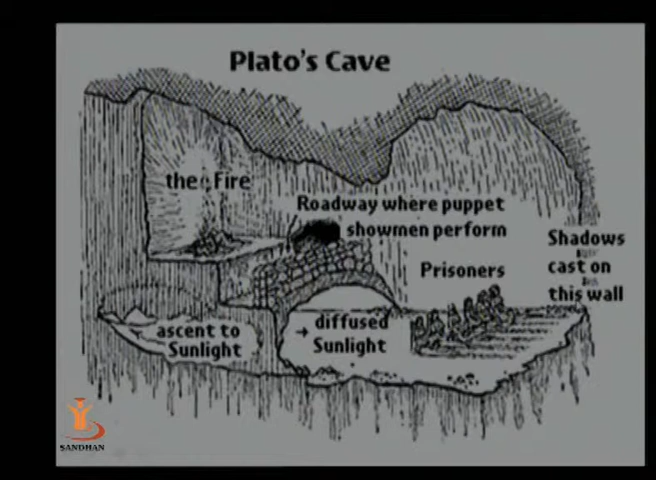 Plato's Cave
the Fire
Roadway where puppet
showmen perform
Shadows
cast on
this wall
Prisoners
ascent to
Sunlight
→ diffused
Sunlight
SANDHAN